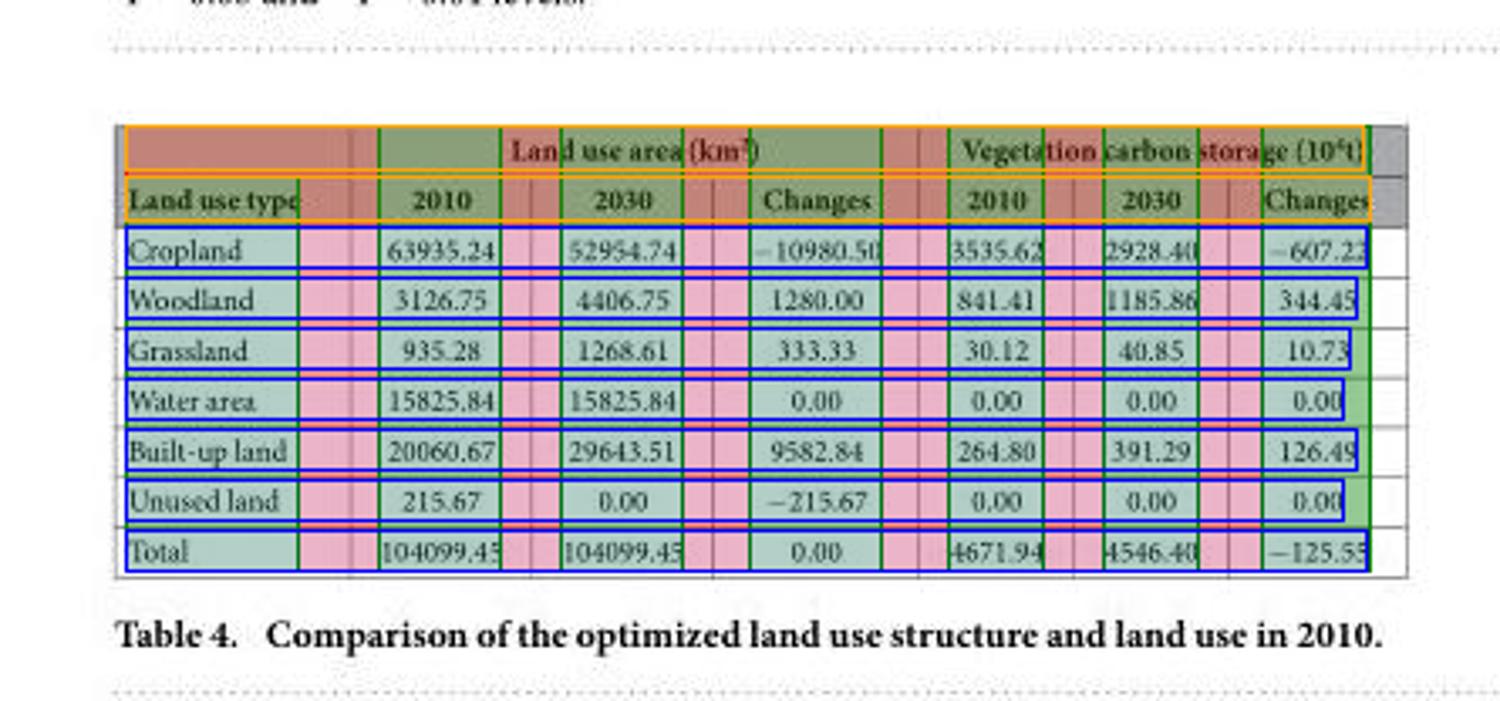 Land use area (km²) Vegetation carbon storage (10⁴t)
Land use type 2010 2030 Changes 2010 2030 Changes
Cropland 63935.24 52954.74 −10980.50 3535.62 2928.40 −607.22
Woodland 3126.75 4406.75 1280.00 841.41 1185.86 344.45
Grassland 935.28 1268.61 333.33 30.12 40.85 10.73
Water area 15825.84 15825.84 0.00 0.00 0.00 0.00
Built-up land 20060.67 29643.51 9582.84 264.80 391.29 126.49
Unused land 215.67 0.00 −215.67 0.00 0.00 0.00
Total 104099.45 104099.45 0.00 4671.94 4546.40 −125.55
Table 4. Comparison of the optimized land use structure and land use in 2010.